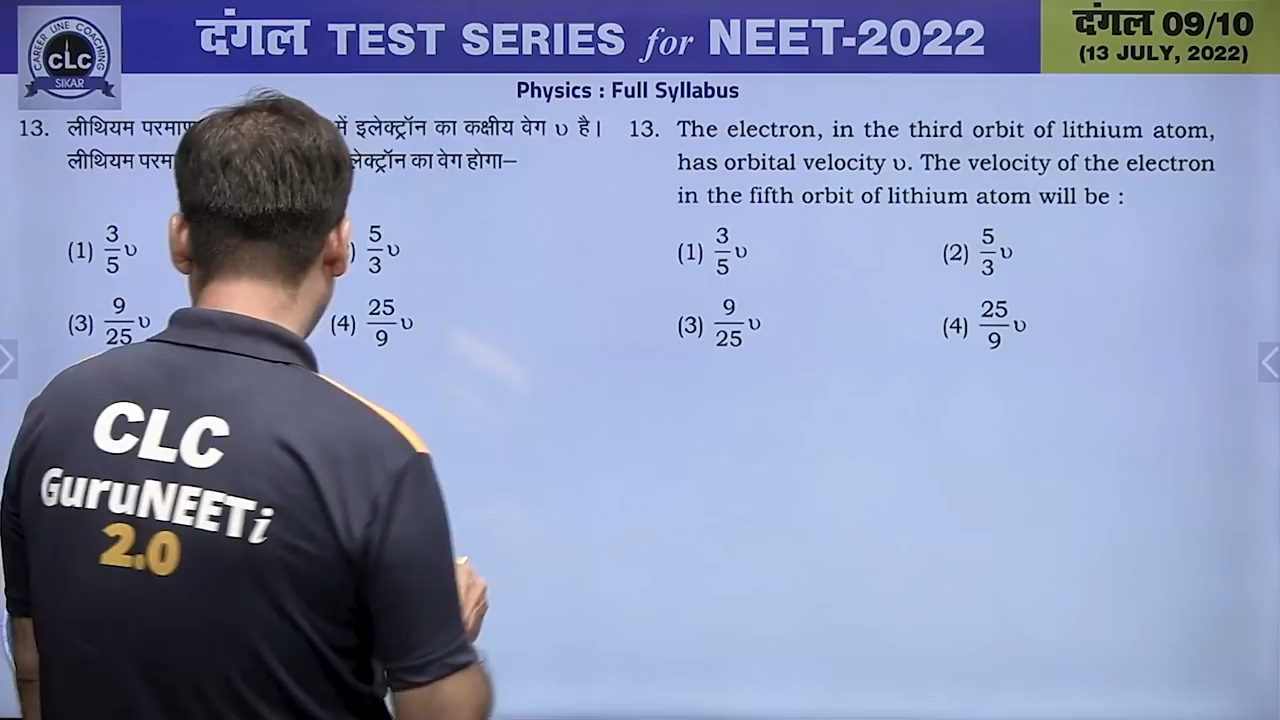 दंगल TEST SERIES for NEET-2022
दंगल 09/10
(13 JULY, 2022)
CAREER LINE COACHING
CLC
SIKAR
Physics : Full Syllabus
13. लीथियम में इलेक्ट्रॉन का कक्षीय वेग υ है।
लीथियम का वेग होगा–
(1) 3/5 υ
5/3 υ
(3) 9/25 υ
(4) 25/9 υ
13. The electron, in the third orbit of lithium atom,
has orbital velocity υ. The velocity of the electron
in the fifth orbit of lithium atom will be :
(1) 3/5 υ (2) 5/3 υ
(3) 9/25 υ (4) 25/9 υ
CLC
GuruNEETi
2.0